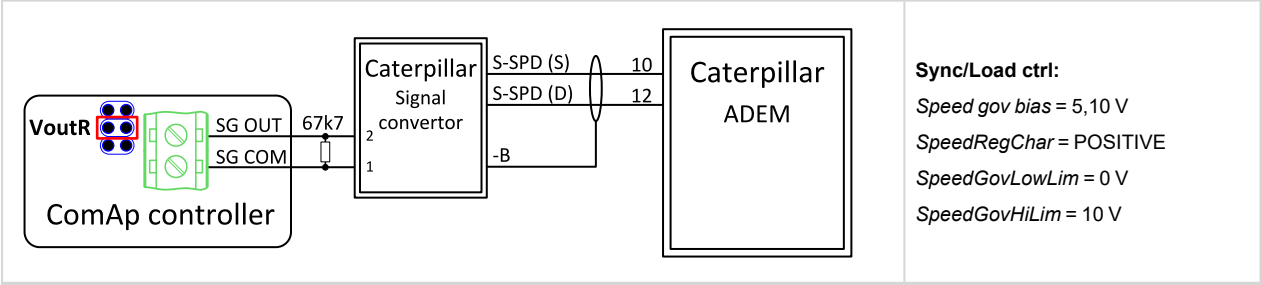 VoutR
SG OUT
SG COM
ComAp controller
67k7
2
1
Caterpillar
Signal
convertor
S-SPD (S)
S-SPD (D)
-B
10
12
Caterpillar
ADEM
Sync/Load ctrl:
Speed gov bias = 5,10 V
SpeedRegChar = POSITIVE
SpeedGovLowLim = 0 V
SpeedGovHiLim = 10 V